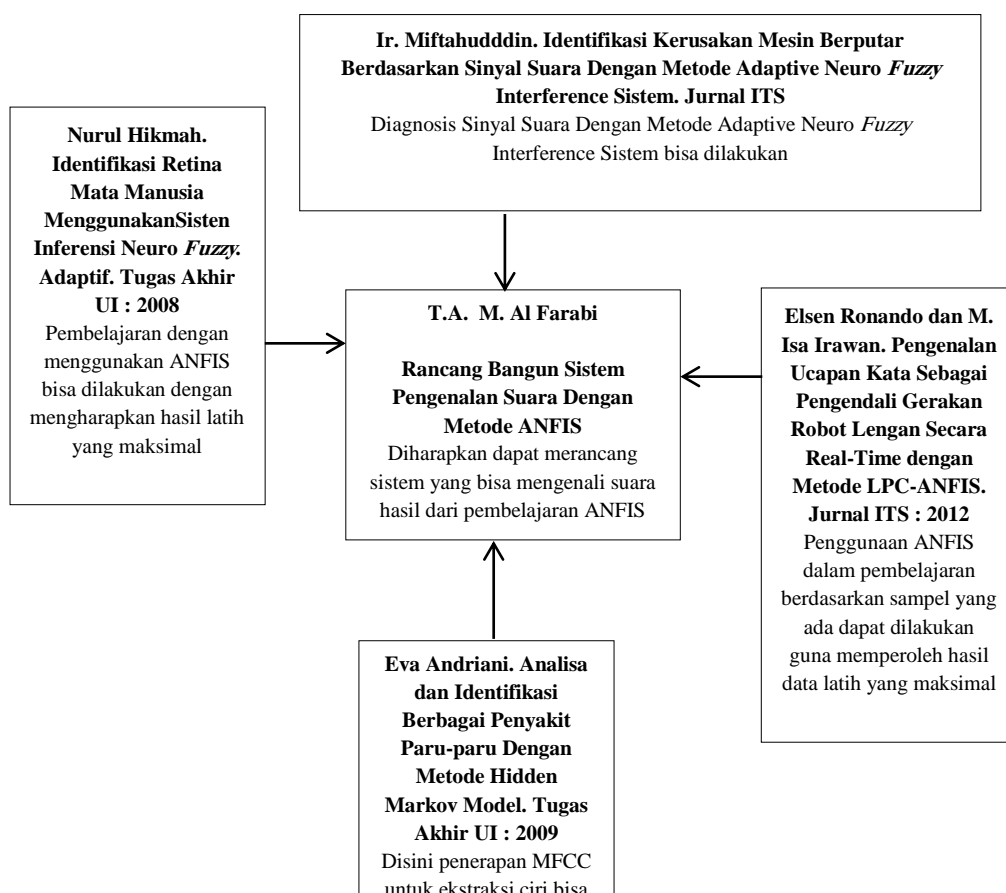 Ir. Miftahudddin. Identifikasi Kerusakan Mesin Berputar
Berdasarkan Sinyal Suara Dengan Metode Adaptive Neuro Fuzzy
Interference Sistem. Jurnal ITS
Diagnosis Sinyal Suara Dengan Metode Adaptive Neuro Fuzzy
Interference Sistem bisa dilakukan
Nurul Hikmah.
Identifikasi Retina
Mata Manusia
MenggunakanSisten
Inferensi Neuro Fuzzy.
Adaptif. Tugas Akhir
UI : 2008
Pembelajaran dengan
menggunakan ANFIS
bisa dilakukan dengan
mengharapkan hasil latih
yang maksimal
T.A. M. Al Farabi
Rancang Bangun Sistem
Pengenalan Suara Dengan
Metode ANFIS
Diharapkan dapat merancang
sistem yang bisa mengenali suara
hasil dari pembelajaran ANFIS
Elsen Ronando dan M.
Isa Irawan. Pengenalan
Ucapan Kata Sebagai
Pengendali Gerakan
Robot Lengan Secara
Real-Time dengan
Metode LPC-ANFIS.
Jurnal ITS : 2012
Penggunaan ANFIS
dalam pembelajaran
berdasarkan sampel yang
ada dapat dilakukan
guna memperoleh hasil
data latih yang maksimal
Eva Andriani. Analisa
dan Identifikasi
Berbagai Penyakit
Paru-paru Dengan
Metode Hidden
Markov Model. Tugas
Akhir UI : 2009
Disini penerapan MFCC
untuk ekstraksi ciri bisa